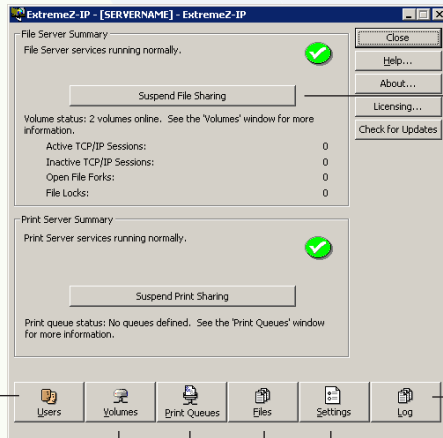 ExtremeZ-IP - [SERVERNAME] - ExtremeZ-IP
File Server Summary
File Server services running normally.
Suspend File Sharing
Volume status: 2 volumes online. See the 'Volumes' window for more
information.
Active TCP/IP Sessions: 0
Inactive TCP/IP Sessions: 0
Open File Forks: 0
File Locks: 0
Print Server Summary
Print Server services running normally.
Suspend Print Sharing
Print queue status: No queues defined. See the 'Print Queues' window
for more information.
Close
Help...
About...
Licensing...
Check for Updates
Users
Volumes
Print Queues
Files
Settings
Log